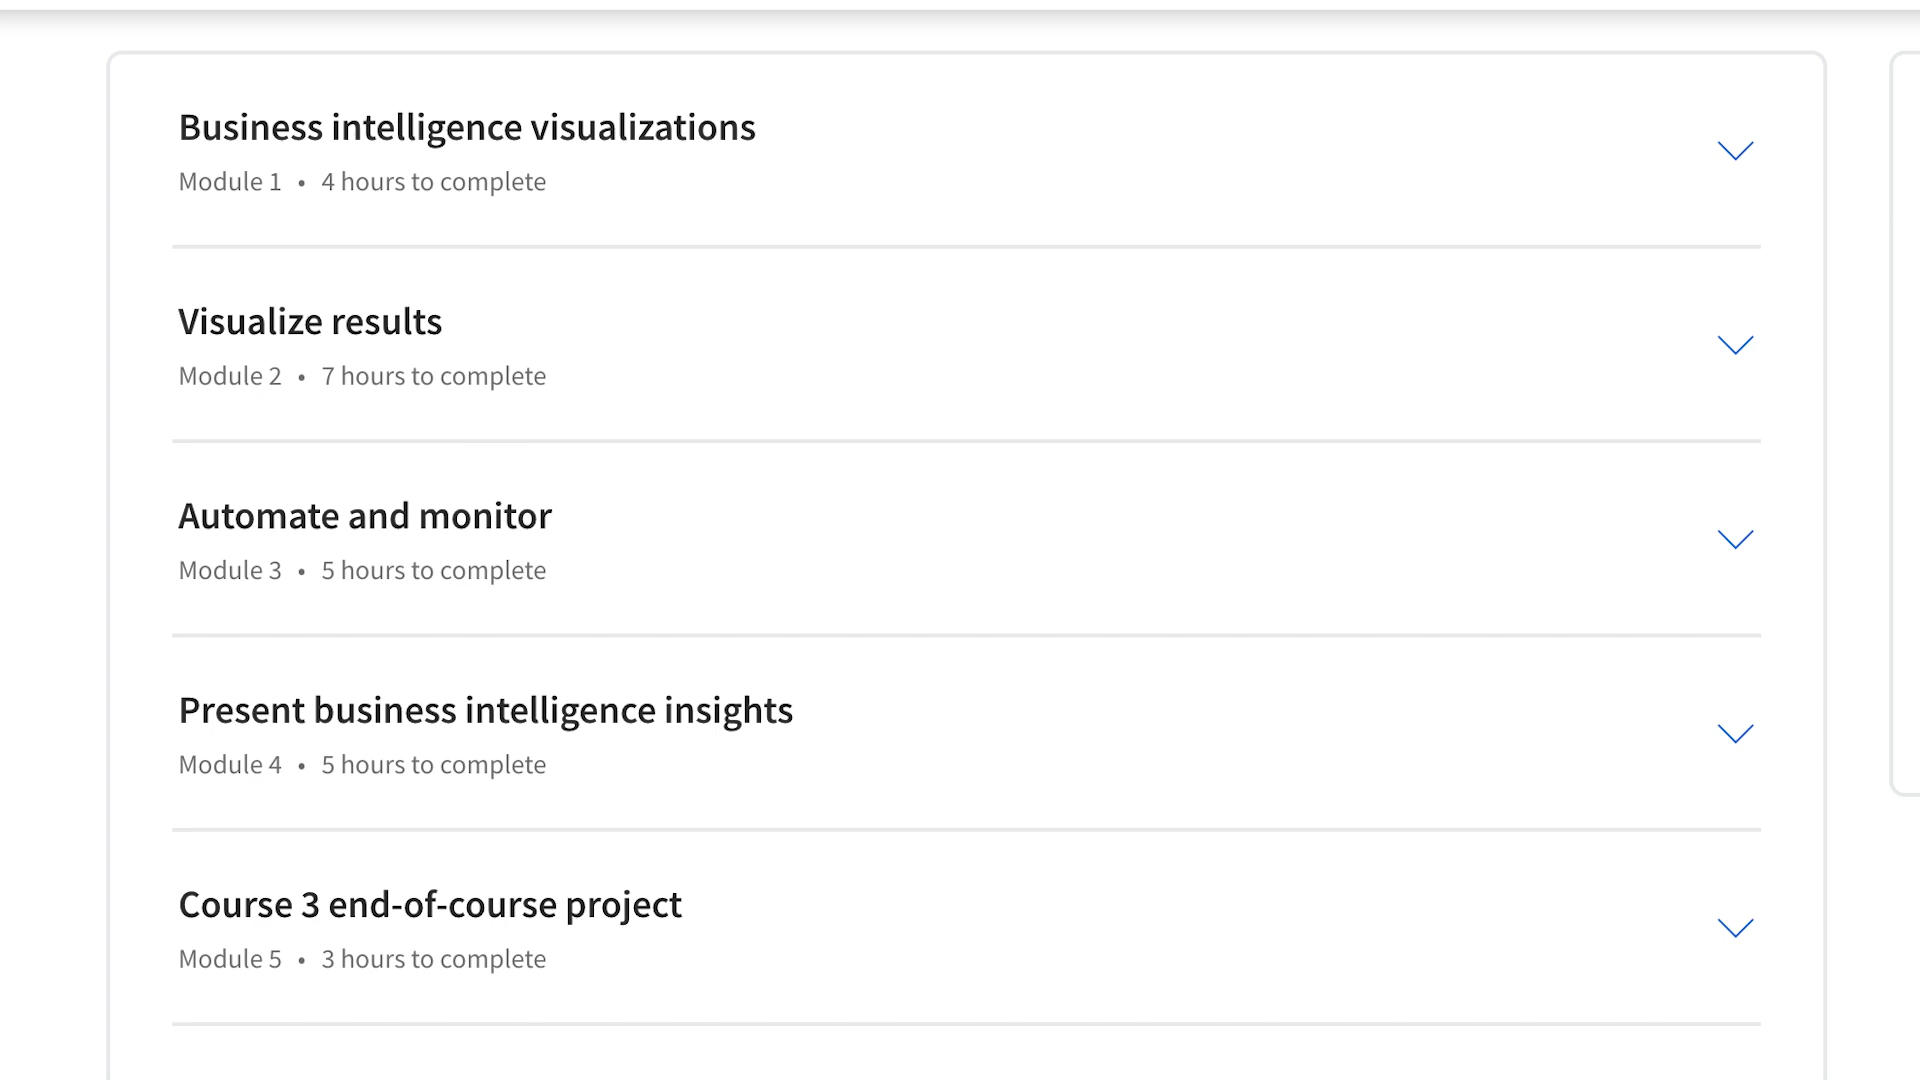 Business intelligence visualizations
Module 1 • 4 hours to complete
Visualize results
Module 2 • 7 hours to complete
Automate and monitor
Module 3 • 5 hours to complete
Present business intelligence insights
Module 4 • 5 hours to complete
Course 3 end-of-course project
Module 5 • 3 hours to complete